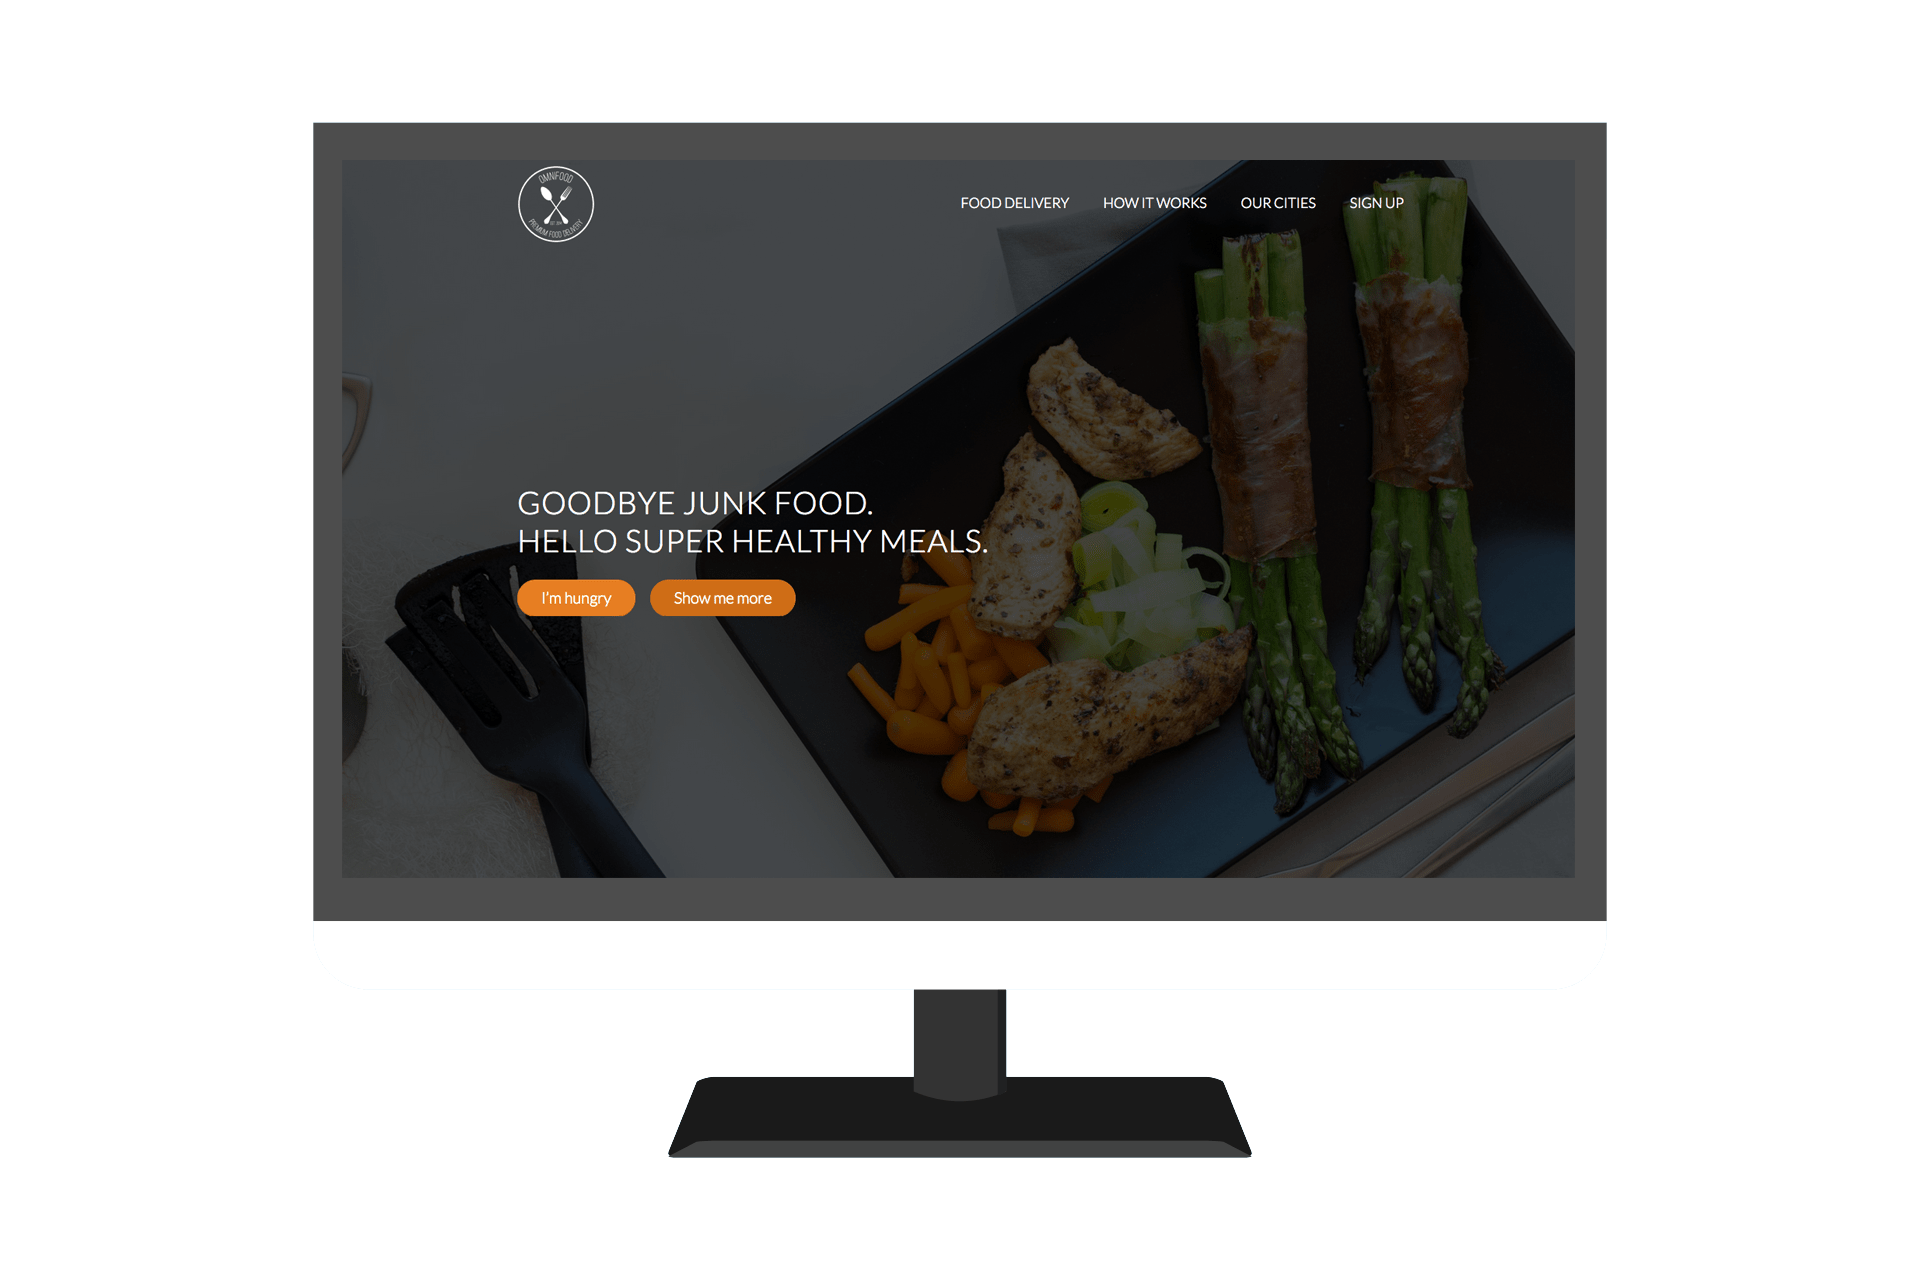 OMNIFOOD
PREMIUM FOOD DELIVERY
FOOD DELIVERY
HOW IT WORKS
OUR CITIES
SIGN UP
GOODBYE JUNK FOOD.
HELLO SUPER HEALTHY MEALS.
I'm hungry
Show me more